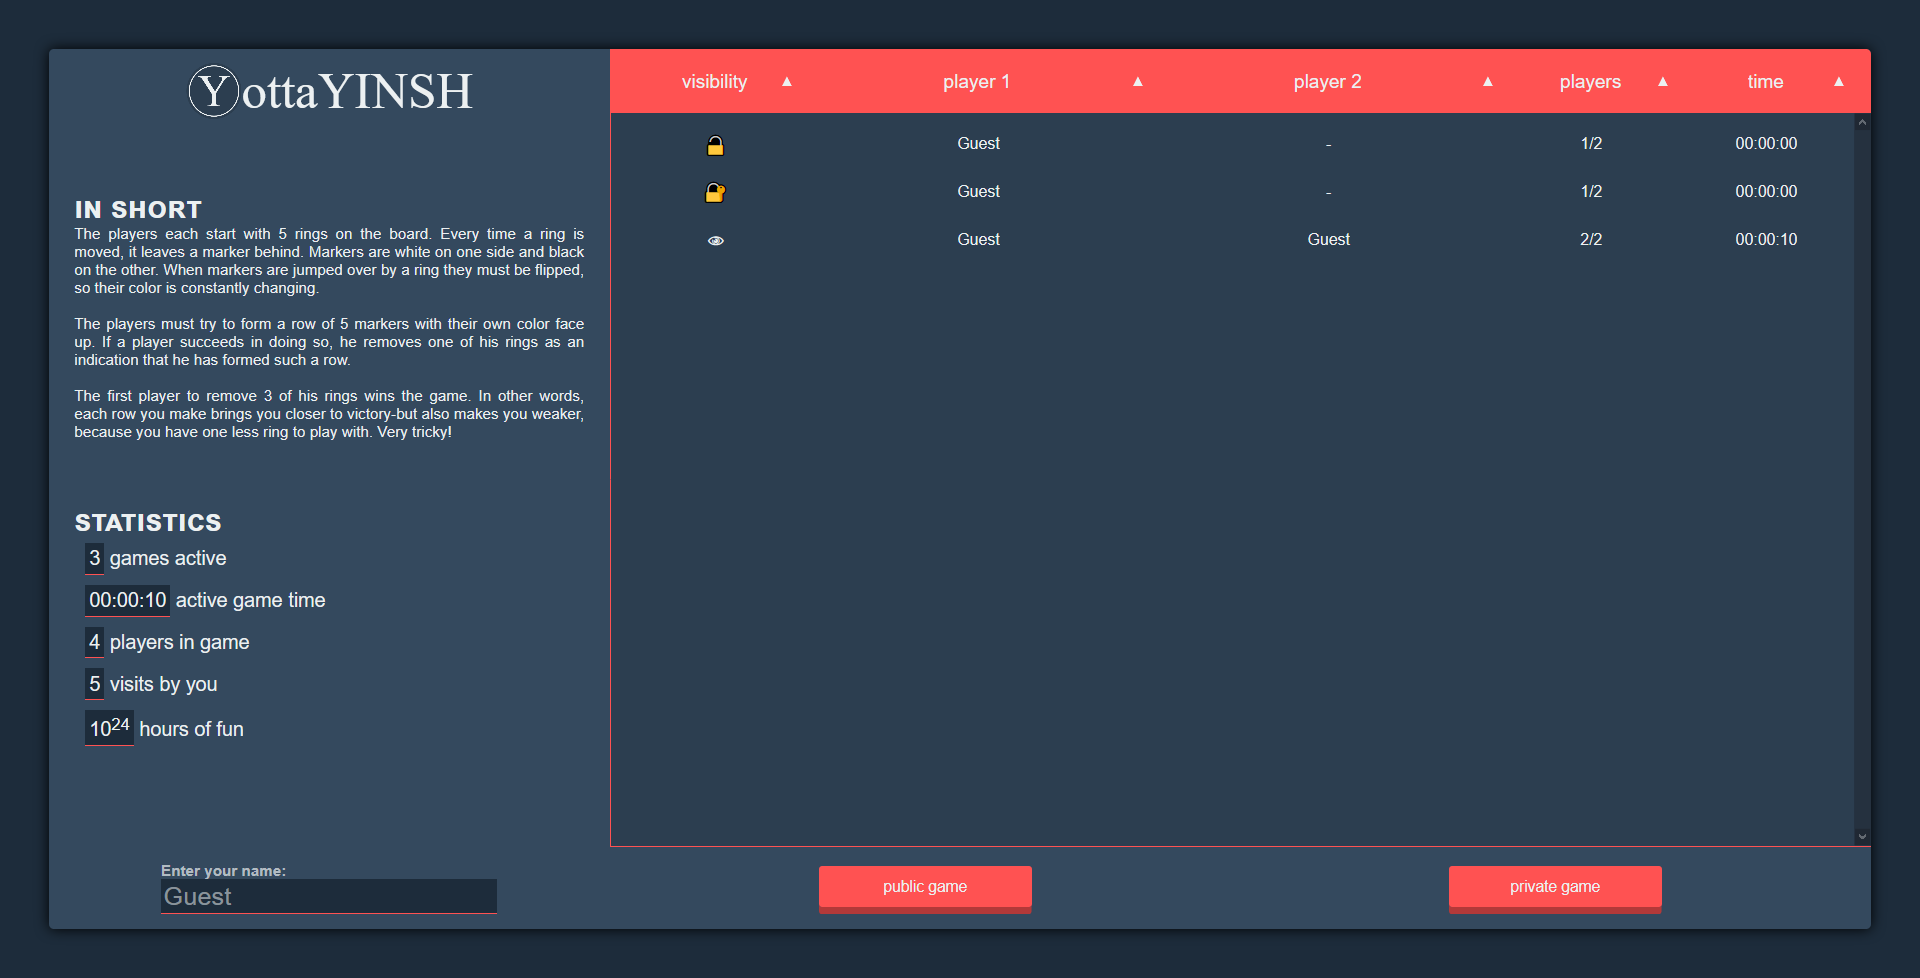 YottaYINSH
IN SHORT
The players each start with 5 rings on the board. Every time a ring is
moved, it leaves a marker behind. Markers are white on one side and black
on the other. When markers are jumped over by a ring they must be flipped,
so their color is constantly changing.
The players must try to form a row of 5 markers with their own color face
up. If a player succeeds in doing so, he removes one of his rings as an
indication that he has formed such a row.
The first player to remove 3 of his rings wins the game. In other words,
each row you make brings you closer to victory-but also makes you weaker,
because you have one less ring to play with. Very tricky!
STATISTICS
3 games active
00:00:10 active game time
4 players in game
5 visits by you
10²⁴ hours of fun
Enter your name:
Guest
visibility ▲ player 1 ▲ player 2 ▲ players ▲ time ▲
Guest - 1/2 00:00:00
Guest - 1/2 00:00:00
Guest Guest 2/2 00:00:10
public game private game